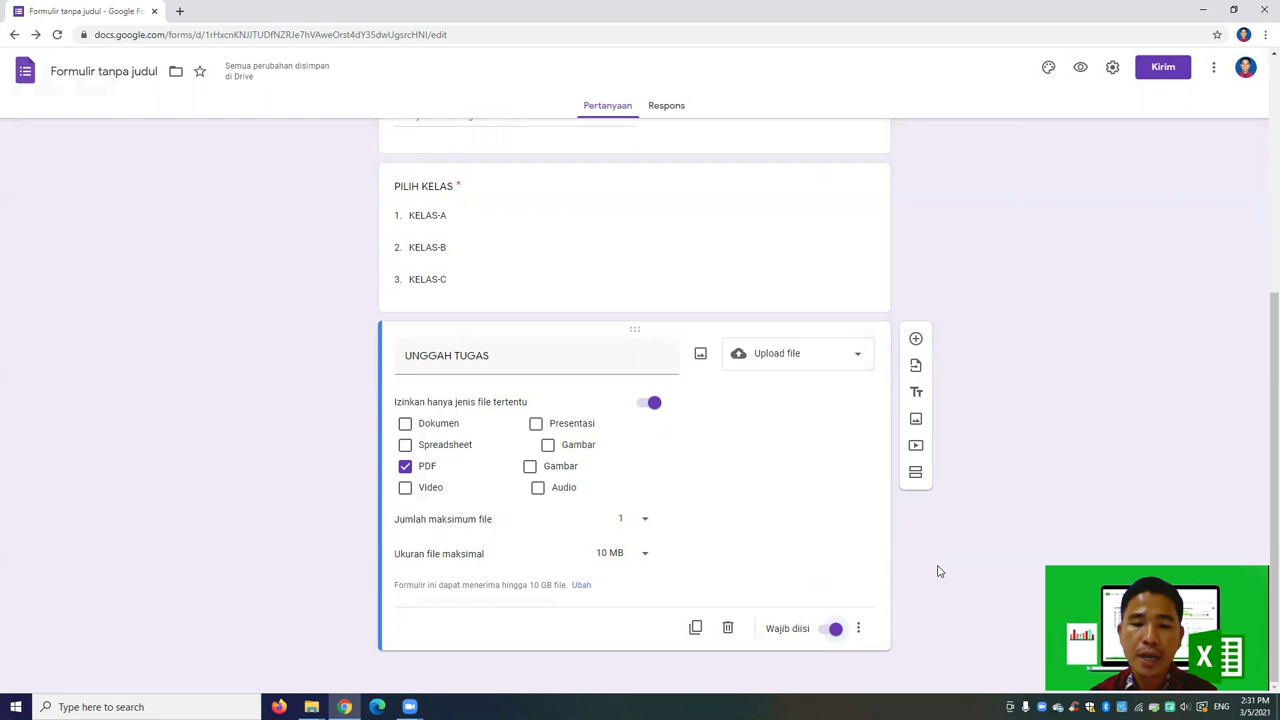 Formulir tanpa judul - Google Fo
docs.google.com/forms/d/1rHxcnKNJJTUDfNZRJe7hVAweOrst4dY35dwUgsrcHNI/edit
Formulir tanpa judul
Semua perubahan disimpan
di Drive
Kirim
Pertanyaan
Respons
PILIH KELAS *
1. KELAS-A
2. KELAS-B
3. KELAS-C
UNGGAH TUGAS
Upload file
Izinkan hanya jenis file tertentu
Dokumen
Presentasi
Spreadsheet
Gambar
PDF
Gambar
Video
Audio
Jumlah maksimum file
1
Ukuran file maksimal
10 MB
Formulir ini dapat menerima hingga 10 GB file. Ubah
Wajib diisi
X
Type here to search
ENG
2:31 PM
3/5/2021